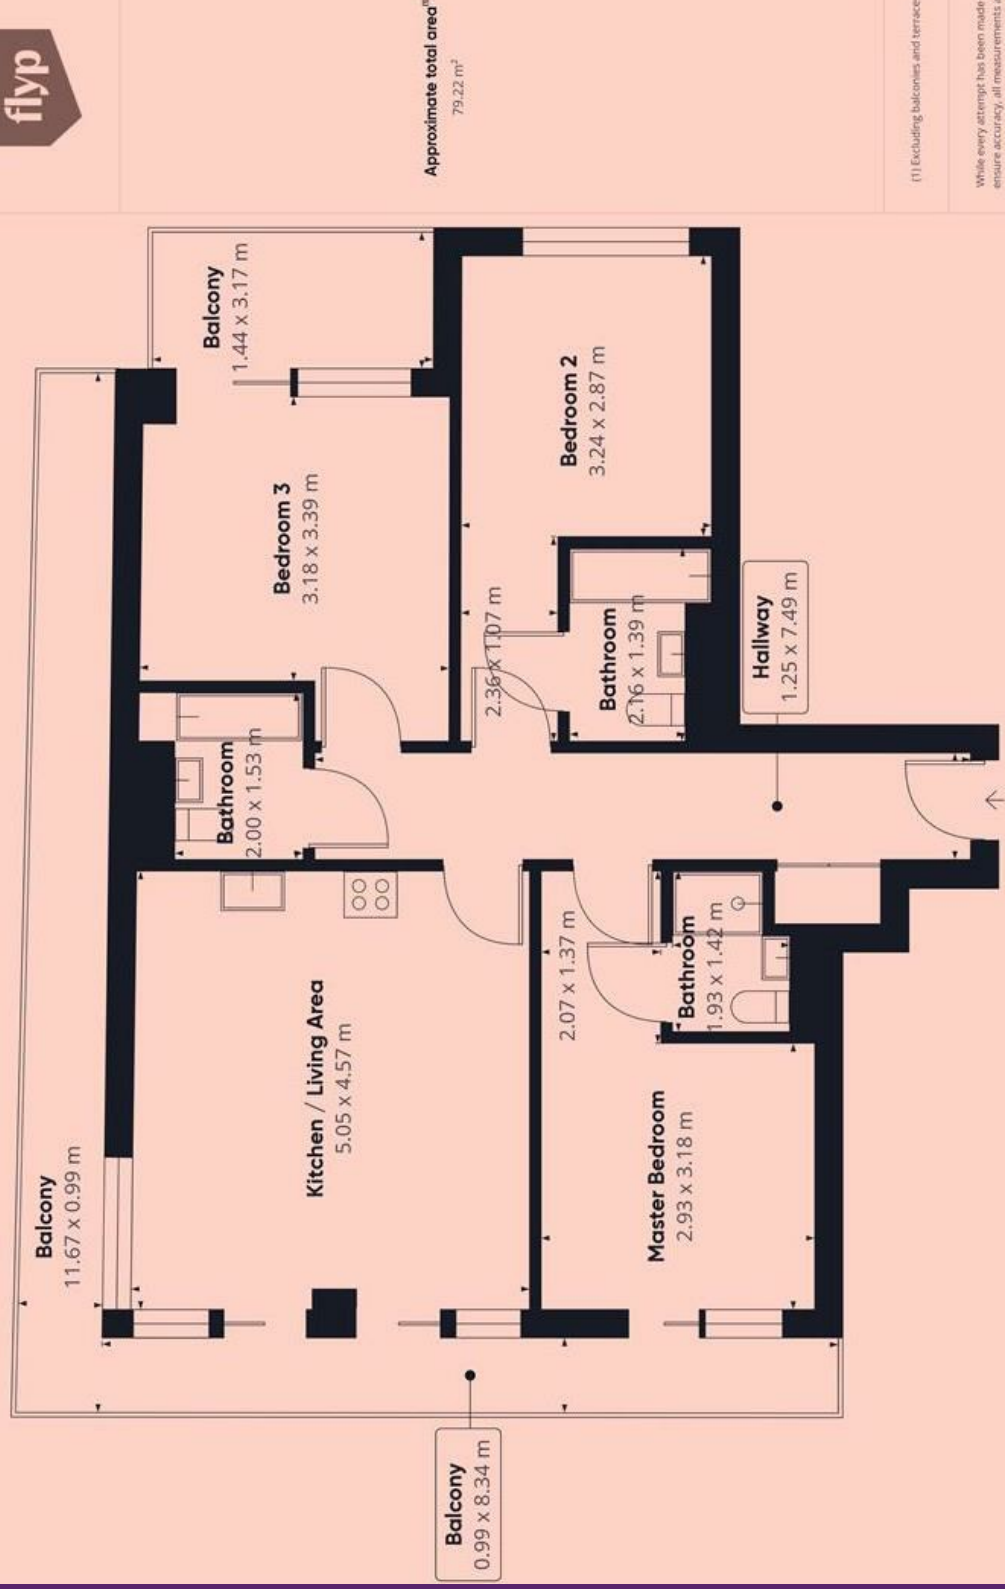 flyp
Approximate total area⁽¹⁾
79.22 m²
(1) Excluding balconies and terraces
While every attempt has been made
ensure accuracy, all measurements
Balcony
11.67 x 0.99 m
Balcony
1.44 x 3.17 m
Bedroom 3
3.18 x 3.39 m
Bedroom 2
3.24 x 2.87 m
2.36 x 1.07 m
Bathroom
2.00 x 1.53 m
Bathroom
2.16 x 1.39 m
Hallway
1.25 x 7.49 m
Kitchen / Living Area
5.05 x 4.57 m
2.07 x 1.37 m
Bathroom
1.93 x 1.42 m
Master Bedroom
2.93 x 3.18 m
Balcony
0.99 x 8.34 m